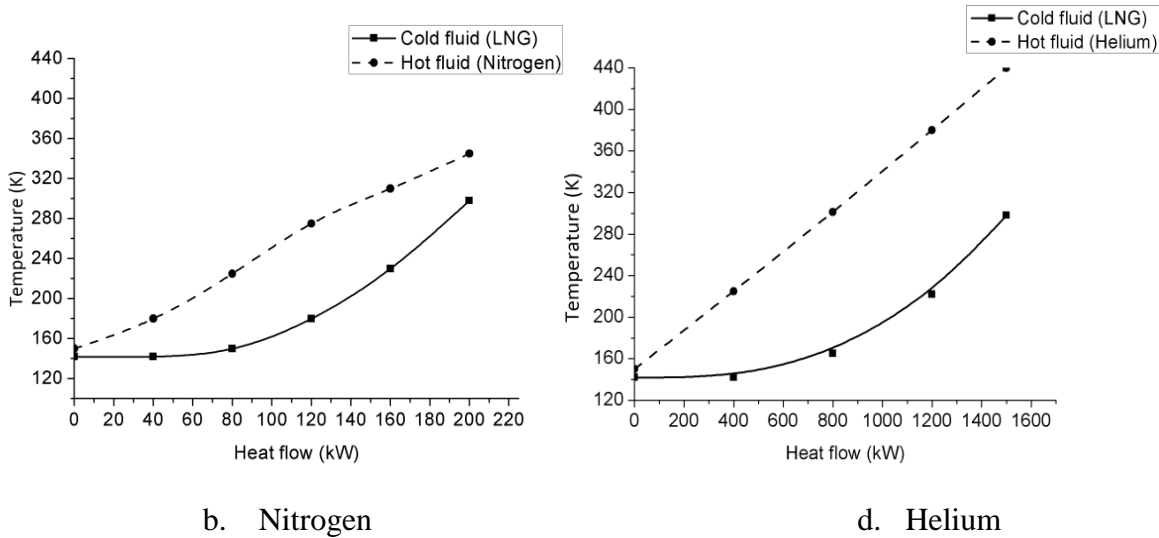 Cold fluid (LNG)
Hot fluid (Nitrogen)
440
400
360
320
280
240
200
160
120
Temperature (K)
0 20 40 60 80 100 120 140 160 180 200 220
Heat flow (kW)
b. Nitrogen
Cold fluid (LNG)
Hot fluid (Helium)
440
400
360
320
280
240
200
160
120
Temperature (K)
0 200 400 600 800 1000 1200 1400 1600
Heat flow (kW)
d. Helium